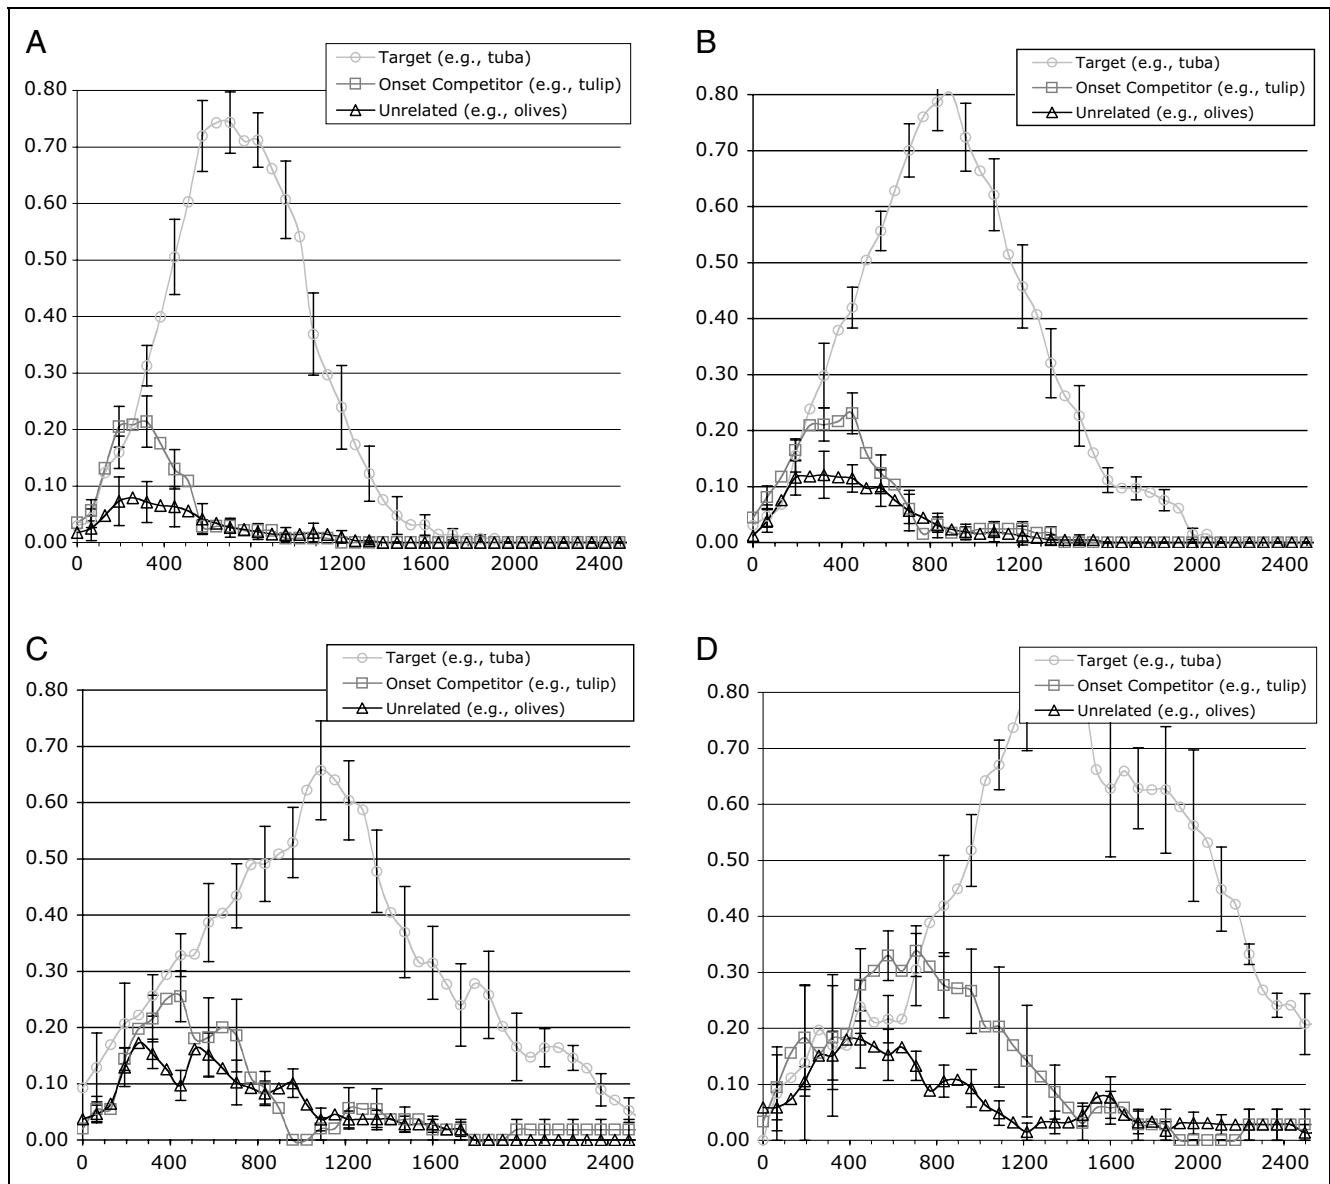 A
Target (e.g., tuba)
Onset Competitor (e.g., tulip)
Unrelated (e.g., olives)
0.80
0.70
0.60
0.50
0.40
0.30
0.20
0.10
0.00
0 400 800 1200 1600 2000 2400
B
Target (e.g., tuba)
Onset Competitor (e.g., tulip)
Unrelated (e.g., olives)
0.80
0.70
0.60
0.50
0.40
0.30
0.20
0.10
0.00
0 400 800 1200 1600 2000 2400
C
Target (e.g., tuba)
Onset Competitor (e.g., tulip)
Unrelated (e.g., olives)
0.80
0.70
0.60
0.50
0.40
0.30
0.20
0.10
0.00
0 400 800 1200 1600 2000 2400
D
Target (e.g., tuba)
Onset Competitor (e.g., tulip)
Unrelated (e.g., olives)
0.80
0.70
0.60
0.50
0.40
0.30
0.20
0.10
0.00
0 400 800 1200 1600 2000 2400